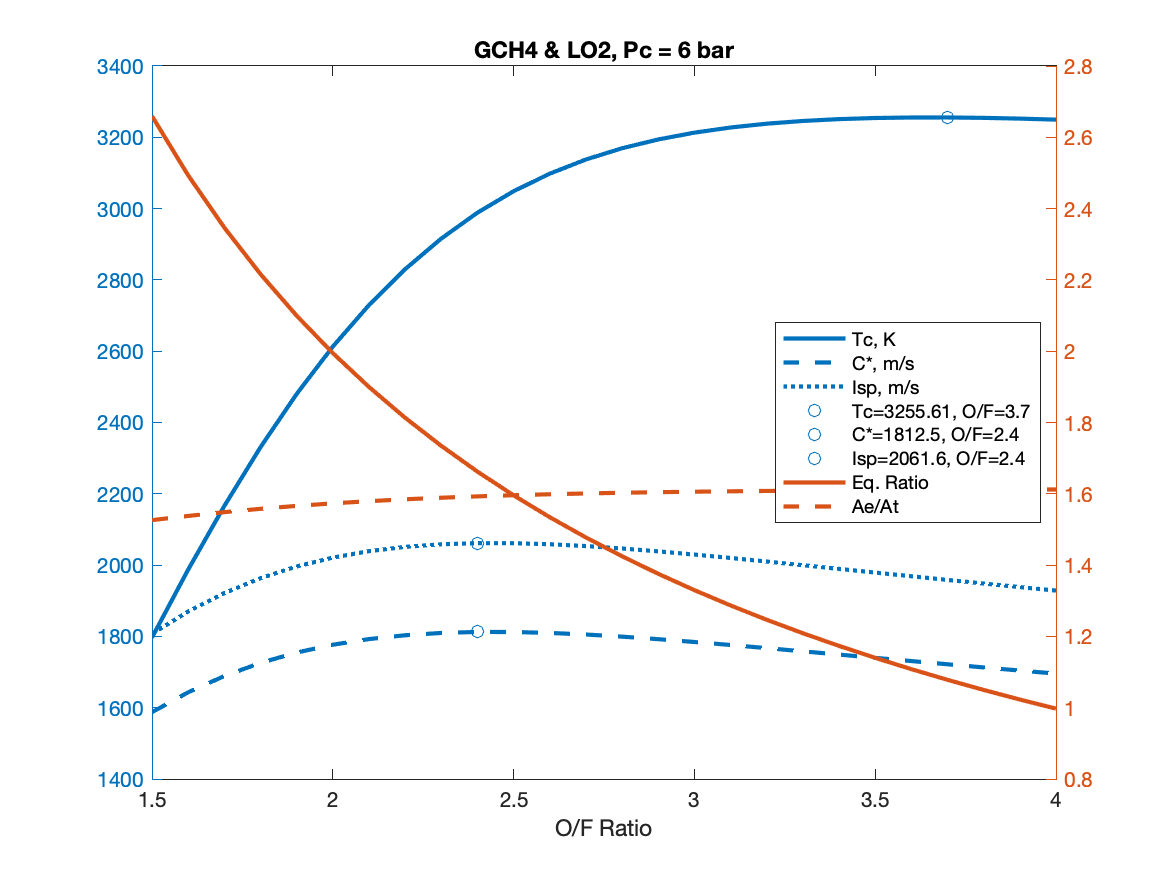 GCH4 & LO2, Pc = 6 bar
3400
3200
3000
2800
2600
2400
2200
2000
1800
1600
1400
2.8
2.6
2.4
2.2
2
1.8
1.6
1.4
1.2
1
0.8
Tc, K
C*, m/s
Isp, m/s
Tc=3255.61, O/F=3.7
C*=1812.5, O/F=2.4
Isp=2061.6, O/F=2.4
Eq. Ratio
Ae/At
1.5 2 2.5 3 3.5 4
O/F Ratio